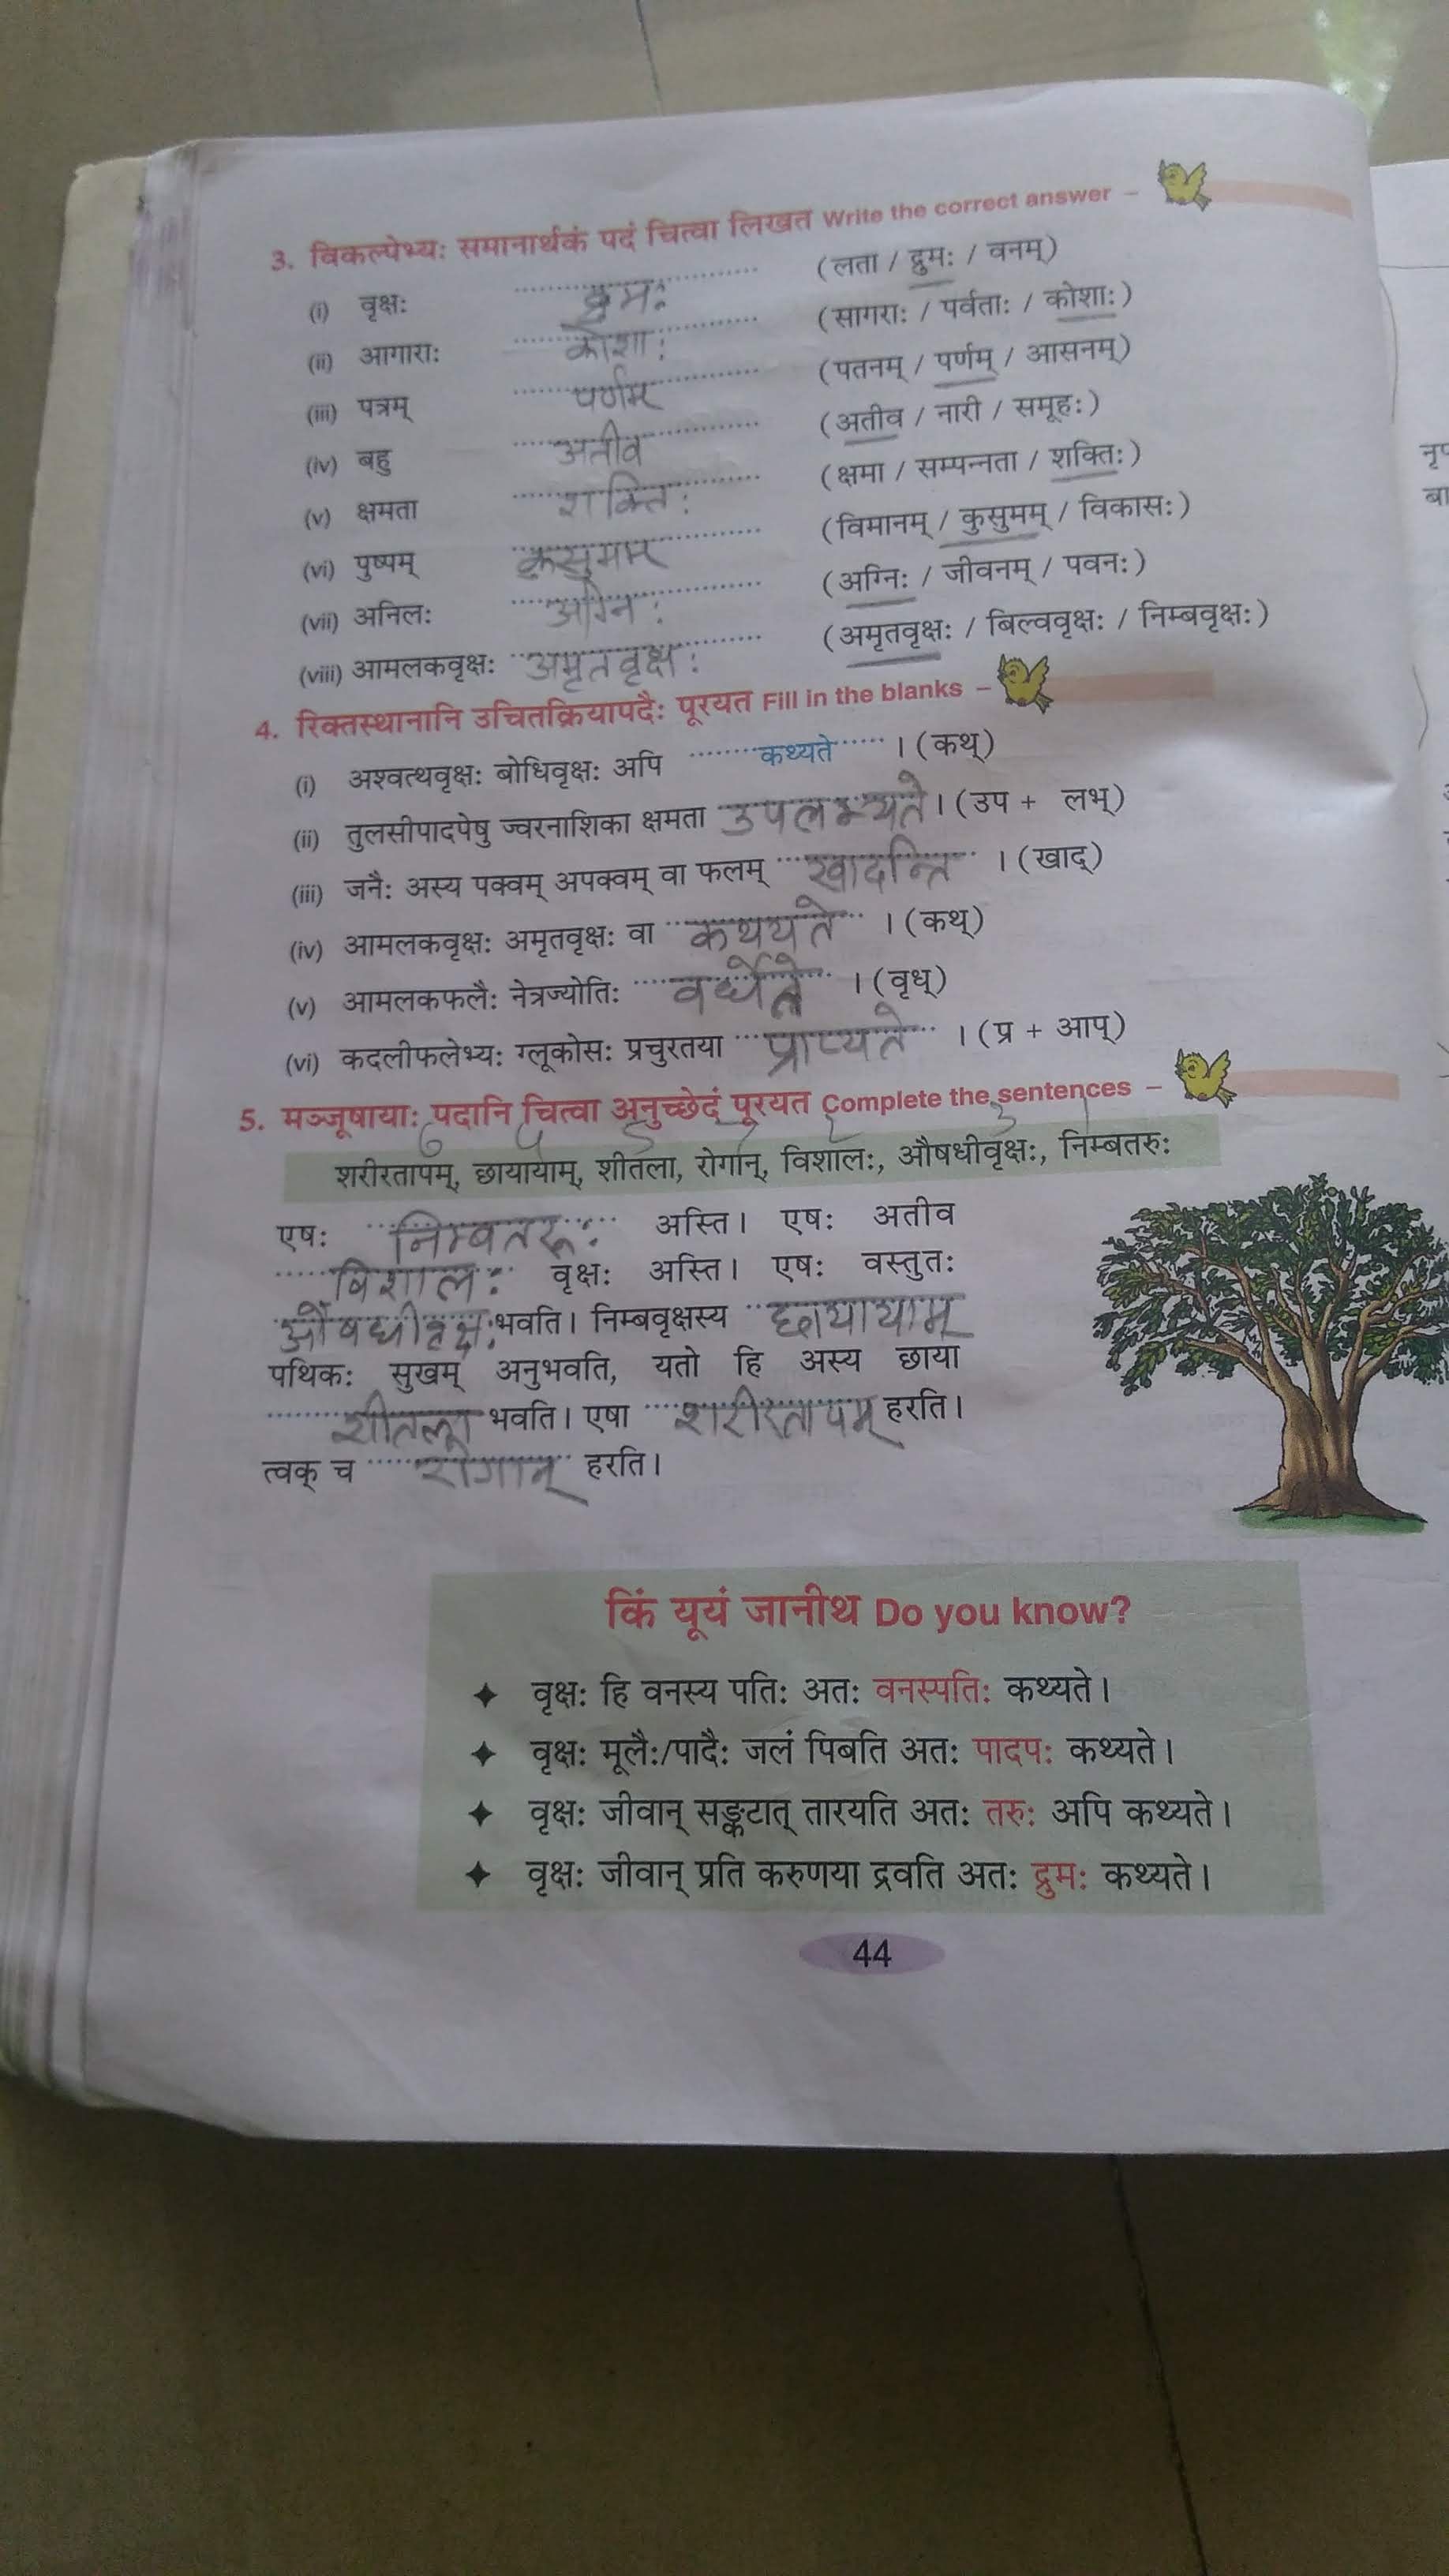 3. विकल्पेभ्यः समानार्थकं पदं चित्वा लिखत Write the correct answer –
(i) वृक्षः द्रुमः (लता / द्रुमः / वनम्)
(ii) आगाराः कोशाः (सागराः / पर्वताः / कोशाः)
(iii) पत्रम् पर्णम् (पतनम् / पर्णम् / आसनम्)
(iv) बहु अतीव (अतीव / नारी / समूहः)
(v) क्षमता शक्तिः (क्षमा / सम्पन्नता / शक्तिः)
(vi) पुष्पम् कुसुमम् (विमानम् / कुसुमम् / विकासः)
(vii) अनिलः अग्निः (अग्निः / जीवनम् / पवनः)
(viii) आमलकवृक्षः अमृतवृक्षः (अमृतवृक्षः / बिल्ववृक्षः / निम्बवृक्षः)
4. रिक्तस्थानानि उचितक्रियापदैः पूरयत Fill in the blanks –
(i) अश्वत्थवृक्षः बोधिवृक्षः अपि कथ्यते । (कथ्)
(ii) तुलसीपादपेषु ज्वरनाशिका क्षमता उपलभ्यते । (उप + लभ्)
(iii) जनैः अस्य पक्वम् अपक्वम् वा फलम् खादन्ति । (खाद्)
(iv) आमलकवृक्षः अमृतवृक्षः वा कथयते । (कथ्)
(v) आमलकफलैः नेत्रज्योतिः वर्धेते । (वृध्)
(vi) कदलीफलेभ्यः ग्लूकोसः प्रचुरतया प्राप्यते । (प्र + आप्)
5. मञ्जूषायाः पदानि चित्वा अनुच्छेदं पूरयत Complete the sentences –
शरीरतापम्, छायायाम्, शीतला, रोगान्, विशालः, औषधीवृक्षः, निम्बतरुः
एषः निम्बतरूः अस्ति। एषः अतीव
विशालः वृक्षः अस्ति। एषः वस्तुतः
औषधीवृक्षः भवति। निम्बवृक्षस्य छायायाम्
पथिकः सुखम् अनुभवति, यतो हि अस्य छाया
शीतला भवति। एषा शरीरतापम् हरति।
त्वक् च रोगान् हरति।
किं यूयं जानीथ Do you know?
✦ वृक्षः हि वनस्य पतिः अतः वनस्पतिः कथ्यते।
✦ वृक्षः मूलैः/पादैः जलं पिबति अतः पादपः कथ्यते।
✦ वृक्षः जीवान् सङ्कटात् तारयति अतः तरुः अपि कथ्यते।
✦ वृक्षः जीवान् प्रति करुणया द्रवति अतः द्रुमः कथ्यते।
44